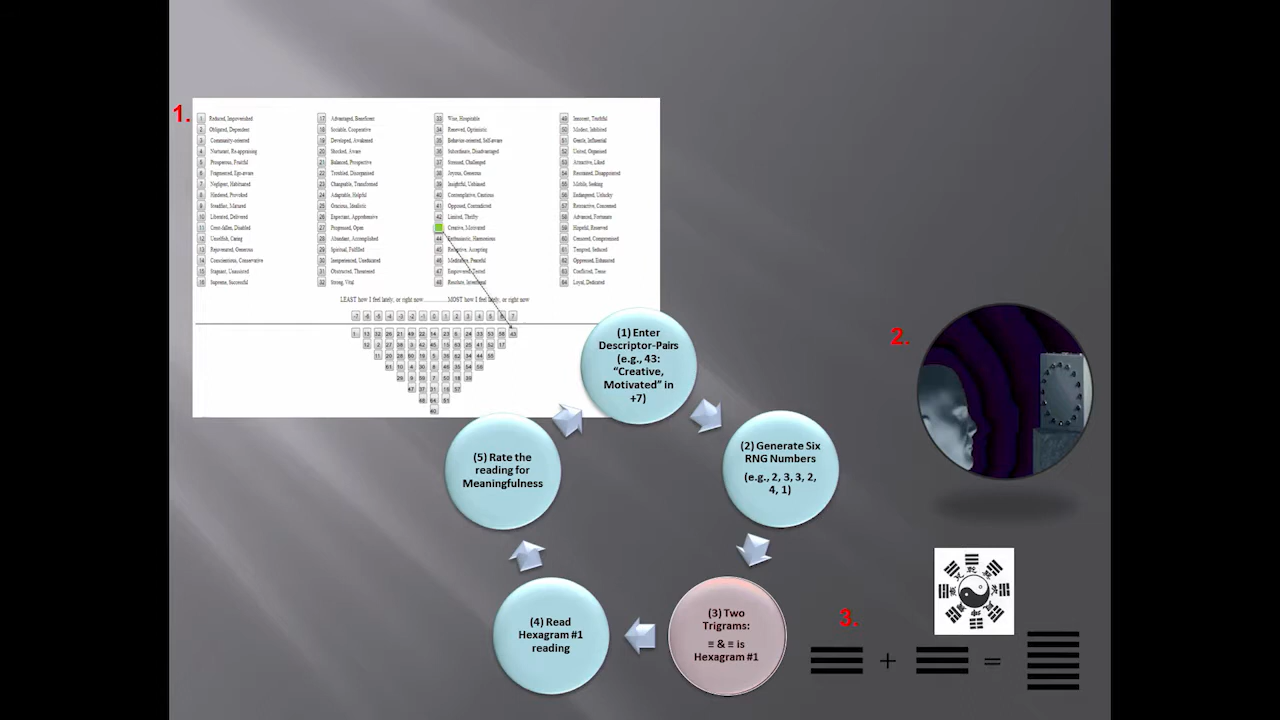 1.
1 Reduced, Impoverished
2 Obligated, Dependent
3 Community-oriented
4 Nurturant, Re-appraising
5 Prosperous, Fruitful
6 Fragmented, Ego-aware
7 Negligent, Habituated
8 Hindered, Provoked
9 Steadfast, Matured
10 Liberated, Delivered
11 Crest-fallen, Disabled
12 Unselfish, Caring
13 Rejuvenated, Generous
14 Conscientious, Conservative
15 Stagnant, Unassisted
16 Supreme, Successful
17 Advantaged, Beneficent
18 Sociable, Cooperative
19 Developed, Awakened
20 Shocked, Aware
21 Balanced, Prospective
22 Troubled, Disorganised
23 Changeable, Transformed
24 Adaptable, Helpful
25 Gracious, Idealistic
26 Expectant, Apprehensive
27 Progressed, Open
28 Abundant, Accomplished
29 Spiritual, Fulfilled
30 Inexperienced, Uneducated
31 Obstructed, Threatened
32 Strong, Vital
33 Wise, Hospitable
34 Renewed, Optimistic
35 Behavior-oriented, Self-aware
36 Subordinate, Disadvantaged
37 Stressed, Challenged
38 Joyous, Generous
39 Insightful, Unbiased
40 Contemplative, Cautious
41 Opposed, Contradicted
42 Limited, Thrifty
Creative, Motivated
44 Enthusiastic, Harmonious
45 Receptive, Accepting
46 Meditative, Peaceful
47 Empowered, Tested
48 Resolute, Intentional
49 Innocent, Truthful
50 Modest, Inhibited
51 Gentle, Influential
52 United, Organised
53 Attractive, Liked
54 Restrained, Disappointed
55 Mobile, Seeking
56 Endangered, Unlucky
57 Retroactive, Concerned
58 Advanced, Fortunate
59 Hopeful, Reserved
60 Censored, Compromised
61 Tempted, Seduced
62 Oppressed, Exhausted
63 Conflicted, Tense
64 Loyal, Dedicated
LEAST how I feel lately, or right now..........MOST how I feel lately, or right now
-7 -6 -5 -4 -3 -2 -1 0 1 2 3 4 5 6 7
(1) Enter
Descriptor-Pairs
(e.g., 43:
“Creative,
Motivated” in
+7)
2.
(2) Generate Six
RNG Numbers
(e.g., 2, 3, 3, 2,
4, 1)
3.
(3) Two
Trigrams:
≡ & ≡ is
Hexagram #1
+ =
(4) Read
Hexagram #1
reading
(5) Rate the
reading for
Meaningfulness